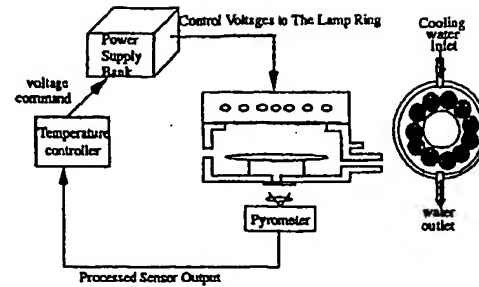 Control Voltages to The Lamp Ring
Power
Supply
Bank
voltage
command
Temperature
controller
Pyrometer
Processed Sensor Output
Cooling
water
inlet
water
outlet